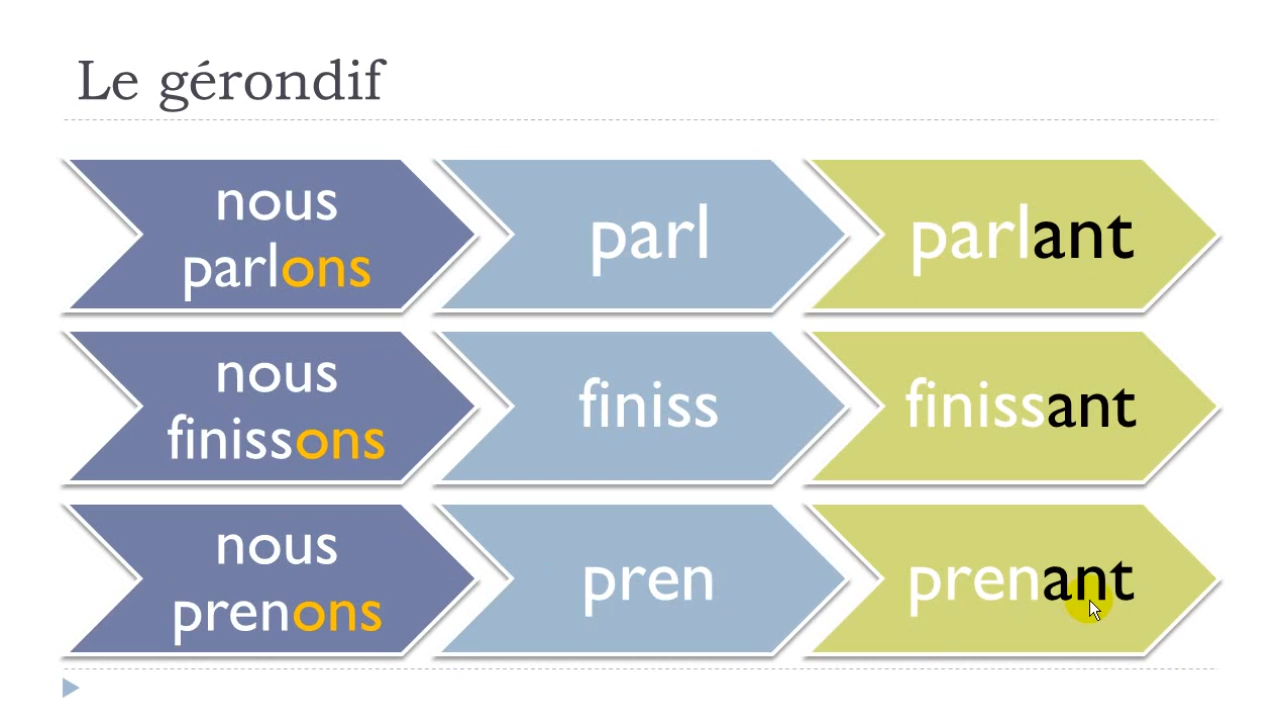 Le gérondif
nous
parlons
parl
parlant
nous
finissons
finiss
finissant
nous
prenons
pren
prenant